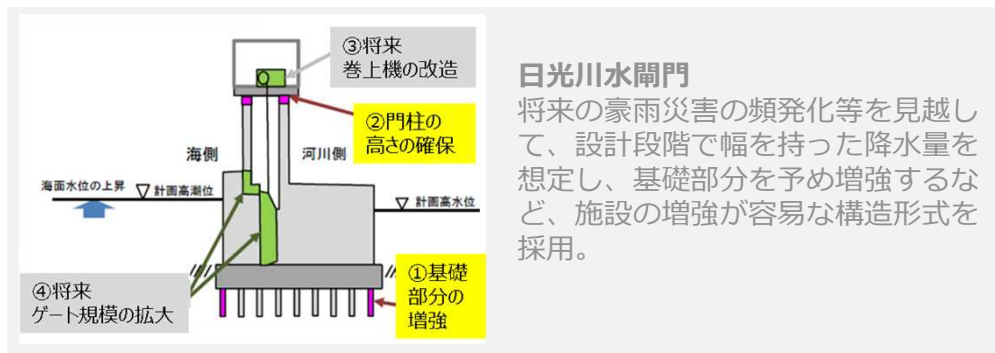 ③将来
巻上機の改造
②門柱の
高さの確保
海側
河川側
海面水位の上昇
計画高潮位
計画高水位
①基礎
部分の
増強
④将来
ゲート規模の拡大
日光川水閘門
将来の豪雨災害の頻発化等を見越し
て、設計段階で幅を持った降水量を
想定し、基礎部分を予め増強するな
ど、施設の増強が容易な構造形式を
採用。